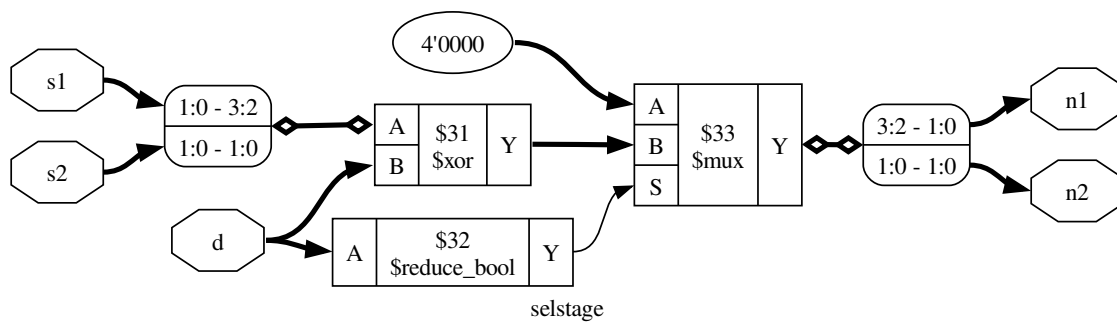 s1
s2
d
1:0 - 3:2
1:0 - 1:0
4'0000
A
B
$31
$xor
Y
A
$32
$reduce_bool
Y
A
B
S
$33
$mux
Y
3:2 - 1:0
1:0 - 1:0
n1
n2
selstage